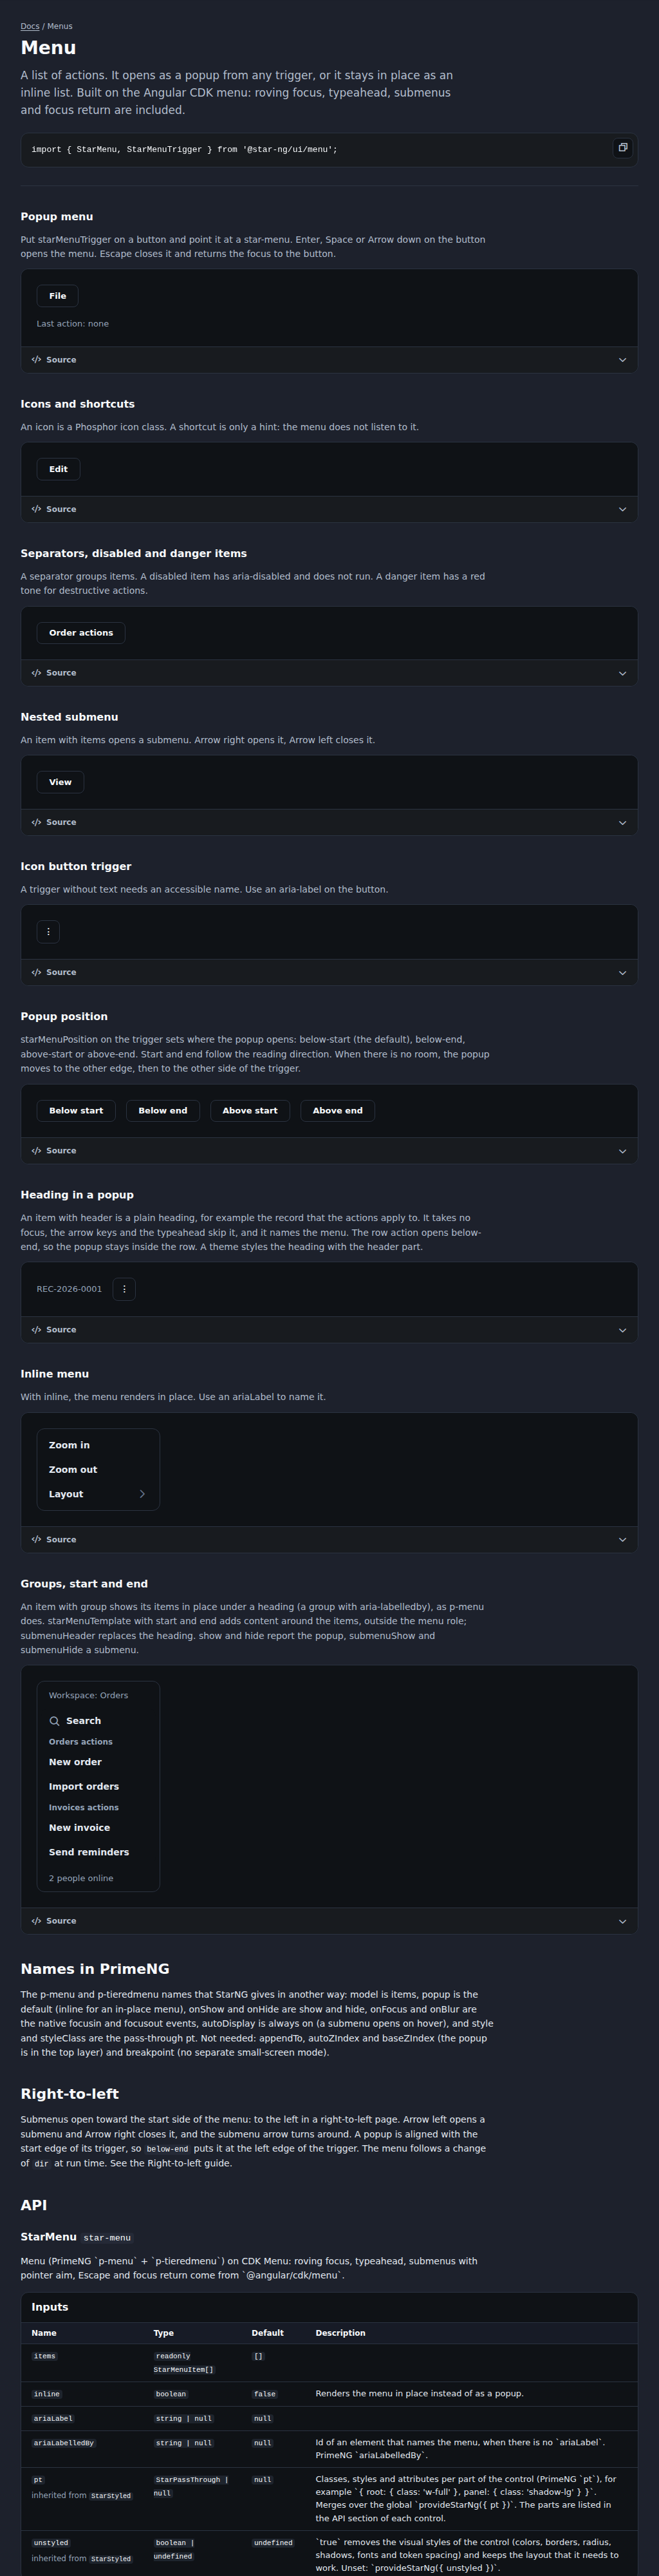 Docs / Menus
Menu
A list of actions. It opens as a popup from any trigger, or it stays in place as an
inline list. Built on the Angular CDK menu: roving focus, typeahead, submenus
and focus return are included.
import { StarMenu, StarMenuTrigger } from '@star-ng/ui/menu';
Popup menu
Put starMenuTrigger on a button and point it at a star-menu. Enter, Space or Arrow down on the button
opens the menu. Escape closes it and returns the focus to the button.
File
Last action: none
Source
Icons and shortcuts
An icon is a Phosphor icon class. A shortcut is only a hint: the menu does not listen to it.
Edit
Source
Separators, disabled and danger items
A separator groups items. A disabled item has aria-disabled and does not run. A danger item has a red
tone for destructive actions.
Order actions
Source
Nested submenu
An item with items opens a submenu. Arrow right opens it, Arrow left closes it.
View
Source
Icon button trigger
A trigger without text needs an accessible name. Use an aria-label on the button.
Source
Popup position
starMenuPosition on the trigger sets where the popup opens: below-start (the default), below-end,
above-start or above-end. Start and end follow the reading direction. When there is no room, the popup
moves to the other edge, then to the other side of the trigger.
Below start Below end Above start Above end
Source
Heading in a popup
An item with header is a plain heading, for example the record that the actions apply to. It takes no
focus, the arrow keys and the typeahead skip it, and it names the menu. The row action opens below-
end, so the popup stays inside the row. A theme styles the heading with the header part.
REC-2026-0001
Source
Inline menu
With inline, the menu renders in place. Use an ariaLabel to name it.
Zoom in
Zoom out
Layout
Source
Groups, start and end
An item with group shows its items in place under a heading (a group with aria-labelledby), as p-menu
does. starMenuTemplate with start and end adds content around the items, outside the menu role;
submenuHeader replaces the heading. show and hide report the popup, submenuShow and
submenuHide a submenu.
Workspace: Orders
Search
Orders actions
New order
Import orders
Invoices actions
New invoice
Send reminders
2 people online
Source
Names in PrimeNG
The p-menu and p-tieredmenu names that StarNG gives in another way: model is items, popup is the
default (inline for an in-place menu), onShow and onHide are show and hide, onFocus and onBlur are
the native focusin and focusout events, autoDisplay is always on (a submenu opens on hover), and style
and styleClass are the pass-through pt. Not needed: appendTo, autoZIndex and baseZIndex (the popup
is in the top layer) and breakpoint (no separate small-screen mode).
Right-to-left
Submenus open toward the start side of the menu: to the left in a right-to-left page. Arrow left opens a
submenu and Arrow right closes it, and the submenu arrow turns around. A popup is aligned with the
start edge of its trigger, so below-end puts it at the left edge of the trigger. The menu follows a change
of dir at run time. See the Right-to-left guide.
API
StarMenu star-menu
Menu (PrimeNG `p-menu` + `p-tieredmenu`) on CDK Menu: roving focus, typeahead, submenus with
pointer aim, Escape and focus return come from `@angular/cdk/menu`.
Inputs
Name Type Default Description
items readonly StarMenuItem[] []
inline boolean false Renders the menu in place instead of as a popup.
ariaLabel string | null null
ariaLabelledBy string | null null Id of an element that names the menu, when there is no `ariaLabel`.
PrimeNG `ariaLabelledBy`.
pt StarPassThrough | null null Classes, styles and attributes per part of the control (PrimeNG `pt`), for
inherited from StarStyled example `{ root: { class: 'w-full' }, panel: { class: 'shadow-lg' } }`.
Merges over the global `provideStarNg({ pt })`. The parts are listed in
the API section of each control.
unstyled boolean | undefined undefined `true` removes the visual styles of the control (colors, borders, radius,
inherited from StarStyled shadows, fonts and token spacing) and keeps the layout that it needs to
work. Unset: `provideStarNg({ unstyled })`.